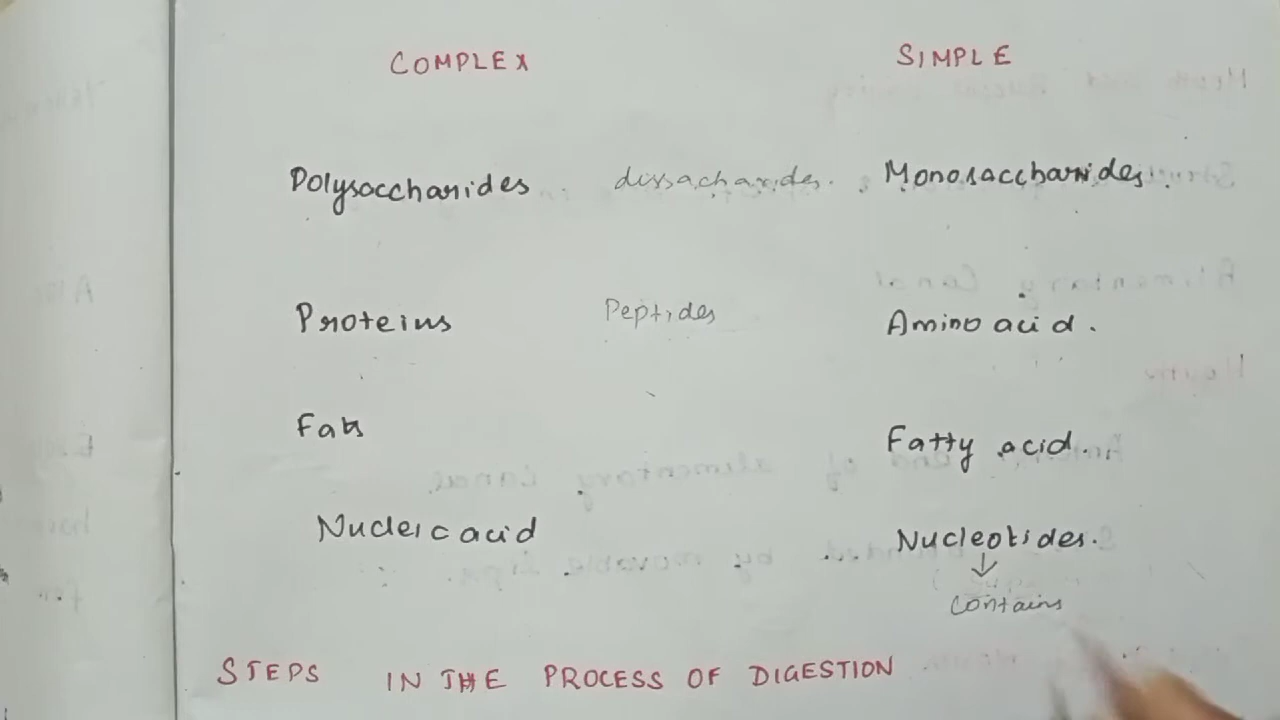 COMPLEX SIMPLE
Polysaccharides dissacharides. Monosaccharides.
Proteins Peptides Amino acid.
Fats Fatty acid.
Nucleic acid Nucleotides.
↓
Contains
STEPS IN THE PROCESS OF DIGESTION